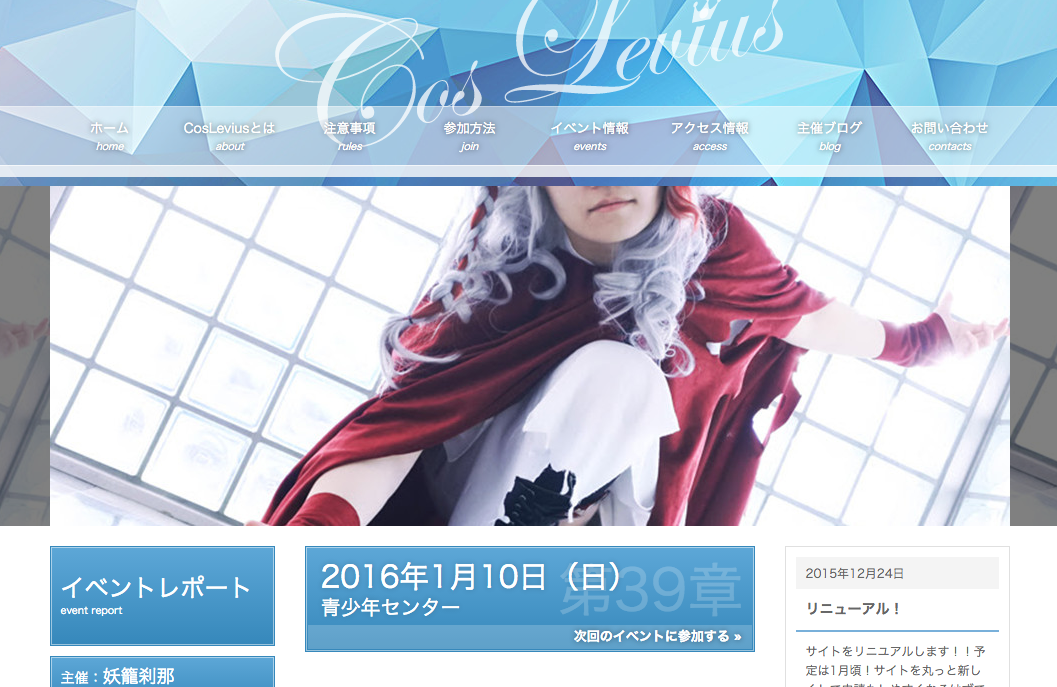 Cos Levius
ホーム
home
CosLeviusとは
about
注意事項
rules
参加方法
join
イベント情報
events
アクセス情報
access
主催ブログ
blog
お問い合わせ
contacts
イベントレポート
event report
主催：妖籠刹那
2016年1月10日（日）
第39章
青少年センター
次回のイベントに参加する »
2015年12月24日
リニューアル！
サイトをリニュアルします！！予
定は1月頃！サイトを丸っと新し